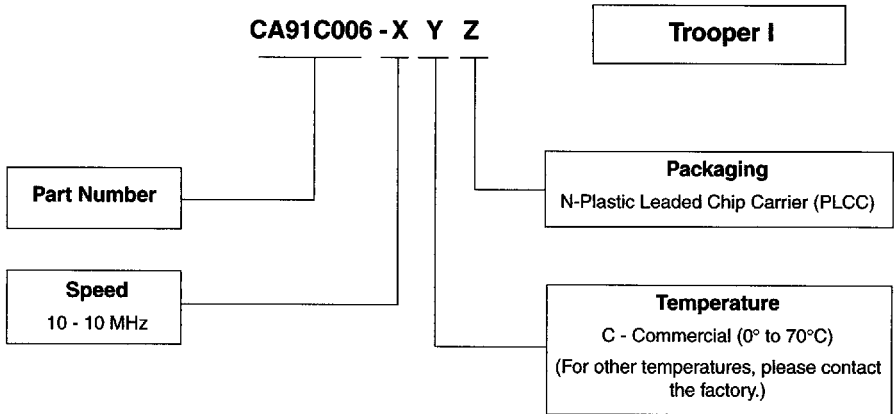 CA91C006 - X Y Z
Trooper I
Part Number
Packaging
N-Plastic Leaded Chip Carrier (PLCC)
Speed
10 - 10 MHz
Temperature
C - Commercial (0° to 70°C)
(For other temperatures, please contact
the factory.)